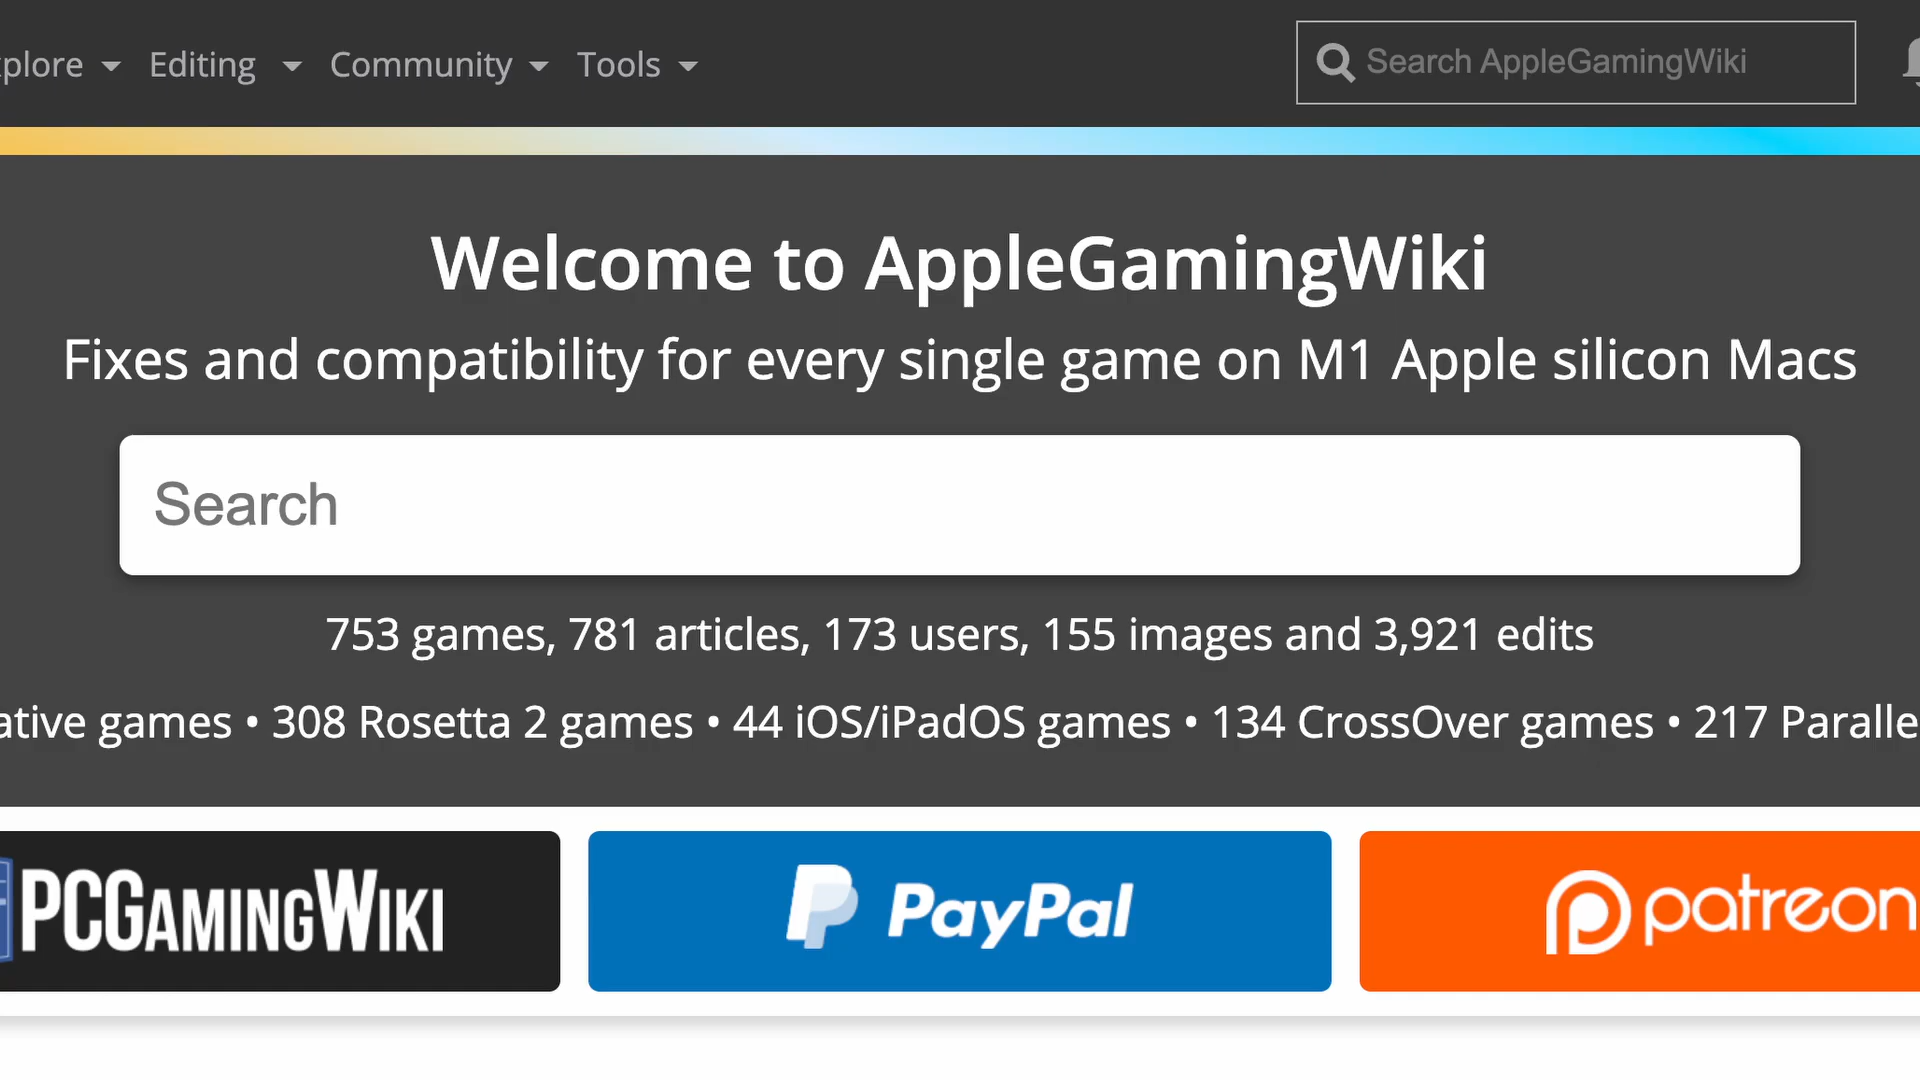 plore Editing Community Tools Search AppleGamingWiki
Welcome to AppleGamingWiki
Fixes and compatibility for every single game on M1 Apple silicon Macs
Search
753 games, 781 articles, 173 users, 155 images and 3,921 edits
ative games • 308 Rosetta 2 games • 44 iOS/iPadOS games • 134 CrossOver games • 217 Paralle
PCGamingWiki PayPal patreon